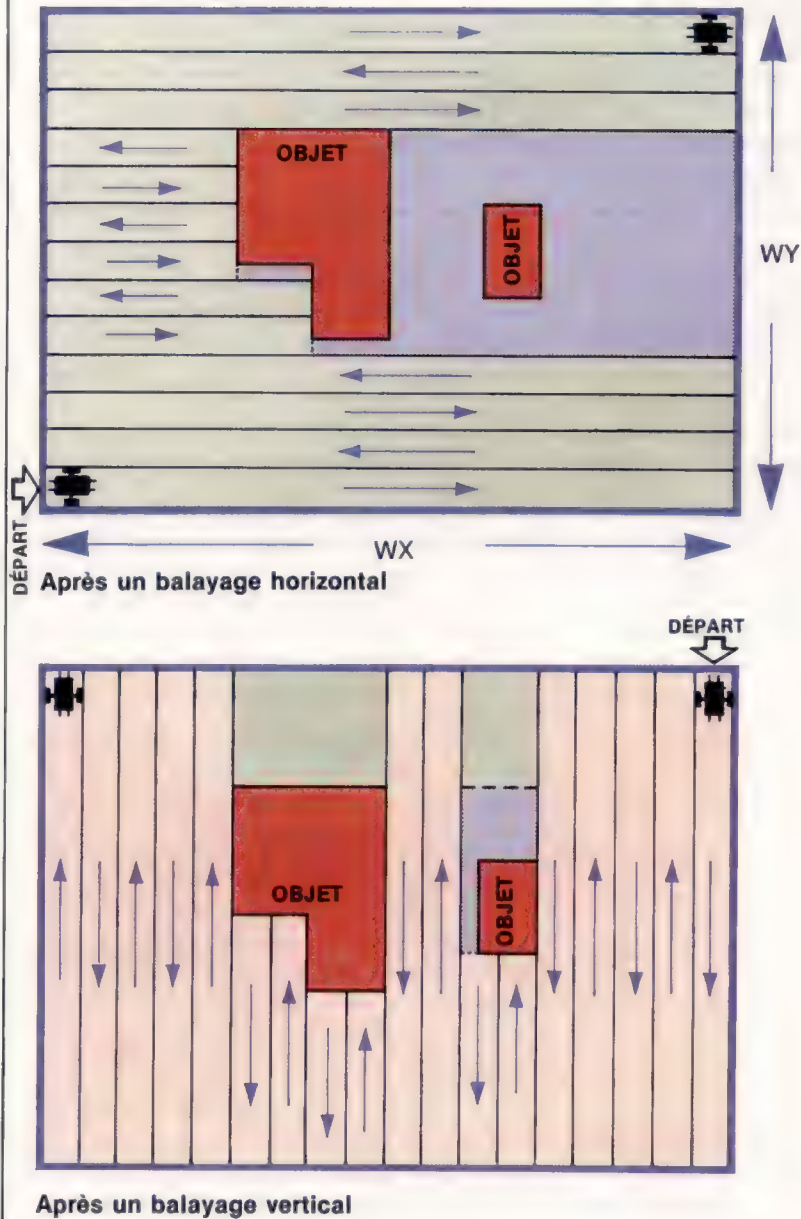 OBJET
OBJET
WY
DÉPART
WX
Après un balayage horizontal
DÉPART
OBJET
OBJET
Après un balayage vertical